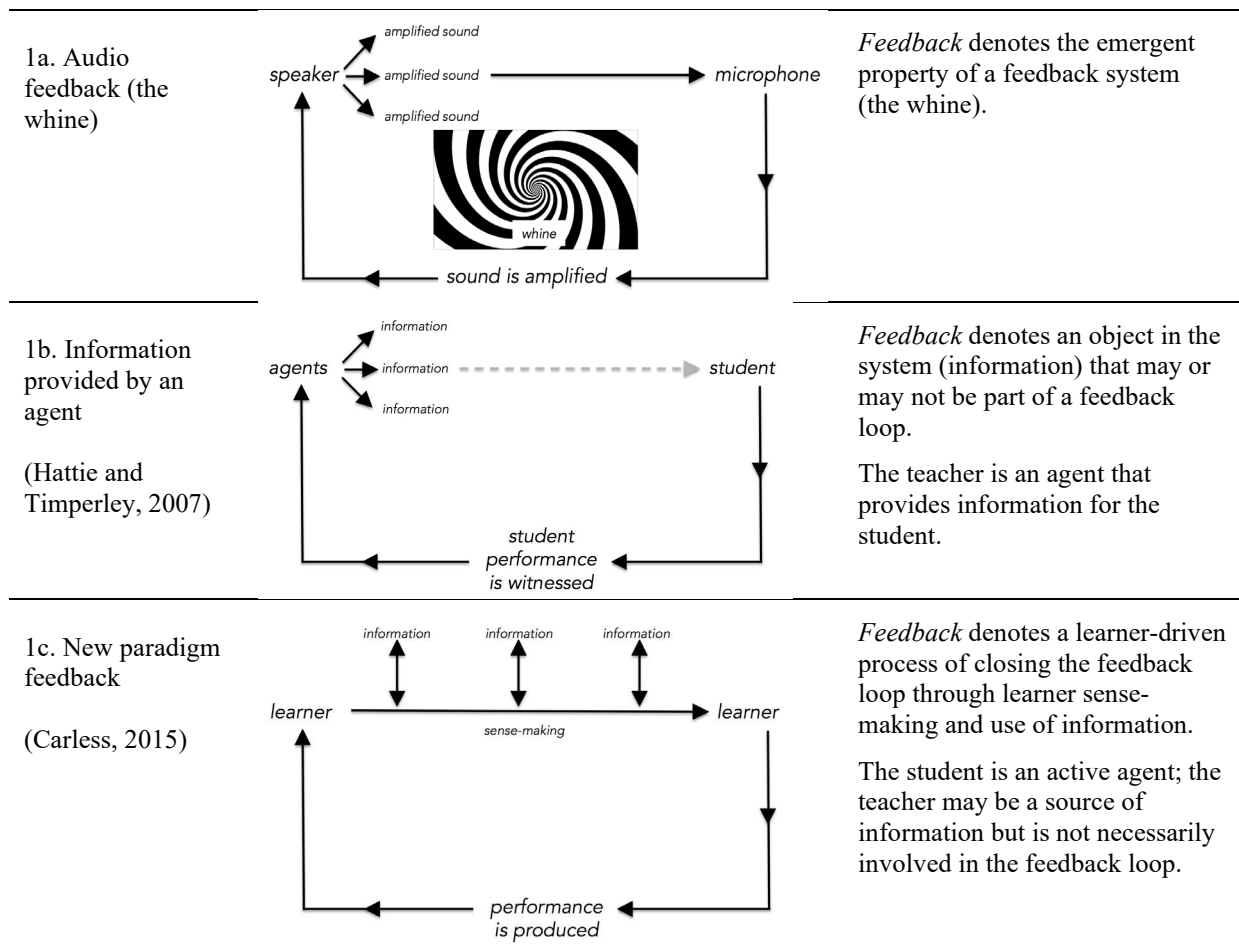 1a. Audio
feedback (the
whine)
amplified sound
speaker
amplified sound
microphone
amplified sound
whine
sound is amplified
Feedback denotes the emergent
property of a feedback system
(the whine).
1b. Information
provided by an
agent
(Hattie and
Timperley, 2007)
information
agents
information
student
information
student
performance
is witnessed
Feedback denotes an object in the
system (information) that may or
may not be part of a feedback
loop.
The teacher is an agent that
provides information for the
student.
1c. New paradigm
feedback
(Carless, 2015)
information
information
information
learner
learner
sense-making
performance
is produced
Feedback denotes a learner-driven
process of closing the feedback
loop through learner sense-
making and use of information.
The student is an active agent; the
teacher may be a source of
information but is not necessarily
involved in the feedback loop.